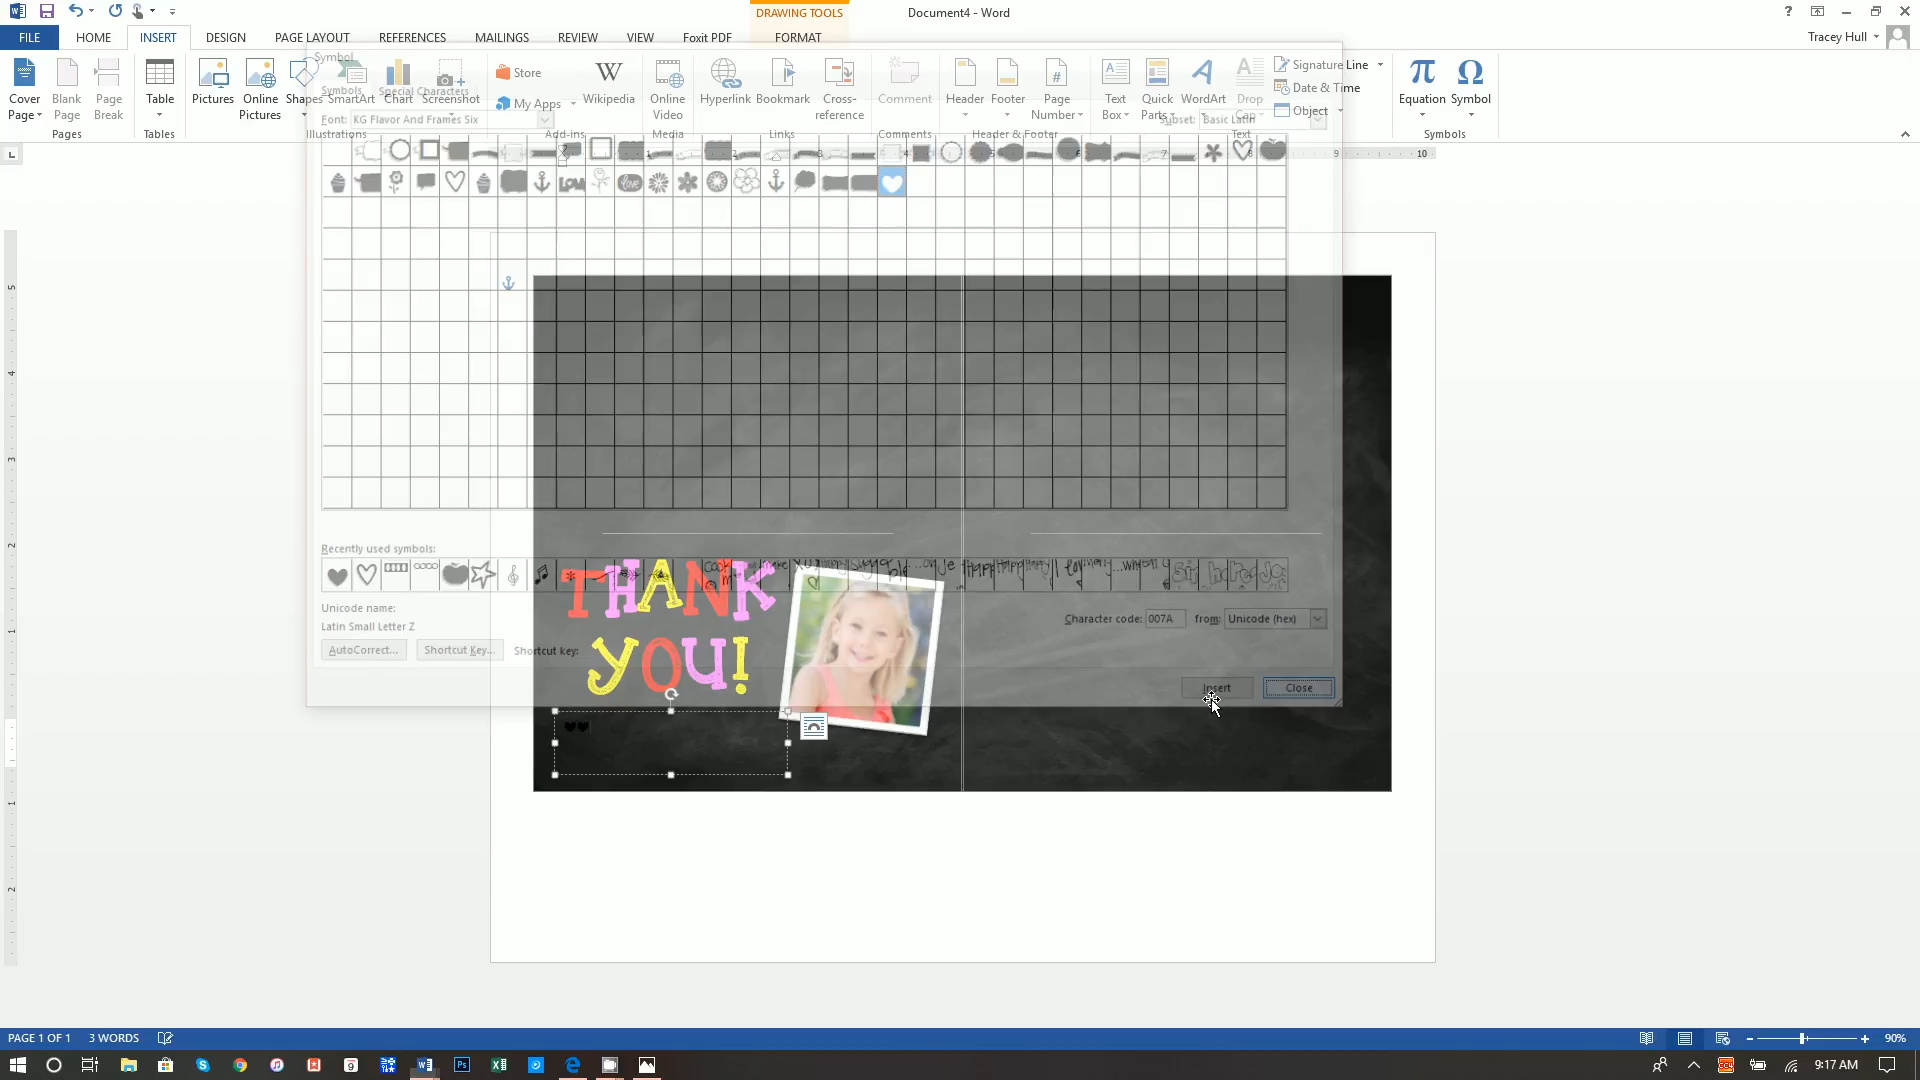 DRAWING TOOLS
Document4 - Word
FILE
HOME
INSERT
DESIGN
PAGE LAYOUT
REFERENCES
MAILINGS
REVIEW
VIEW
Foxit PDF
FORMAT
Tracey Hull
Symbol
Symbols
Special Characters
Cover Page
Blank Page
Page Break
Table
Pictures
Online Pictures
Shapes
SmartArt
Chart
Screenshot
Store
My Apps
Wikipedia
Online Video
Hyperlink
Bookmark
Cross-reference
Comment
Header
Footer
Page Number
Text Box
Quick Parts
WordArt
Drop Cap
Signature Line
Date & Time
Object
Equation
Symbol
Font: KG Flavor And Frames Six
Subset: Basic Latin
Pages
Tables
Illustrations
Add-ins
Media
Links
Comments
Header & Footer
Text
Symbols
Recently used symbols:
THANK
YOU!
Unicode name:
Latin Small Letter Z
Character code: 007A
from: Unicode (hex)
AutoCorrect...
Shortcut Key...
Shortcut key:
Insert
Close
PAGE 1 OF 1
3 WORDS
90%
9:17 AM